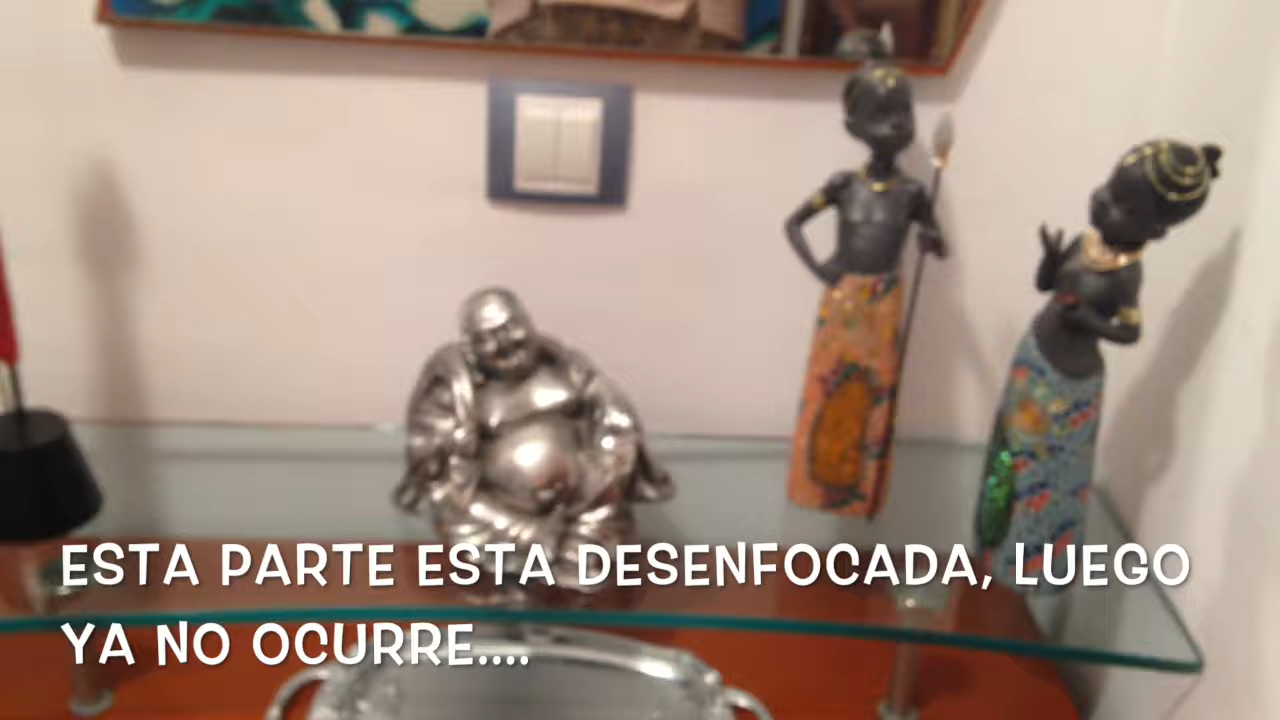 ESTA PARTE ESTA DESENFOCADA, LUEGO
YA NO OCURRE....